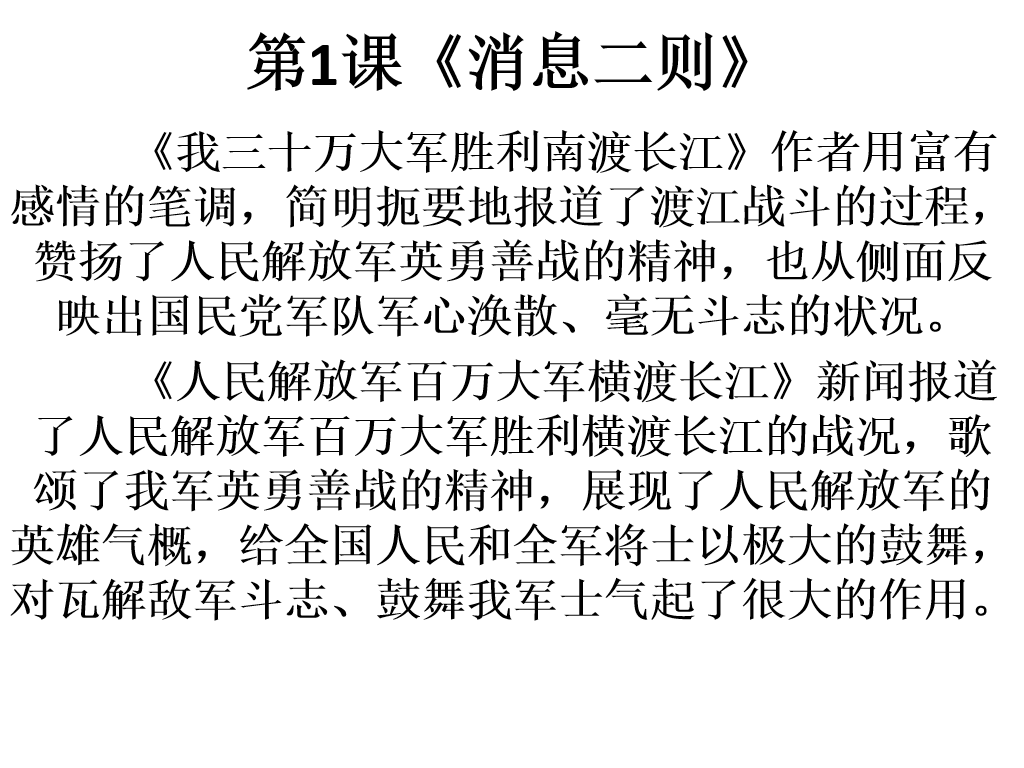 第1课《消息二则》
《我三十万大军胜利南渡长江》作者用富有
感情的笔调，简明扼要地报道了渡江战斗的过程，
赞扬了人民解放军英勇善战的精神，也从侧面反
映出国民党军队军心涣散、毫无斗志的状况。
《人民解放军百万大军横渡长江》新闻报道
了人民解放军百万大军胜利横渡长江的战况，歌
颂了我军英勇善战的精神，展现了人民解放军的
英雄气概，给全国人民和全军将士以极大的鼓舞，
对瓦解敌军斗志、鼓舞我军士气起了很大的作用。